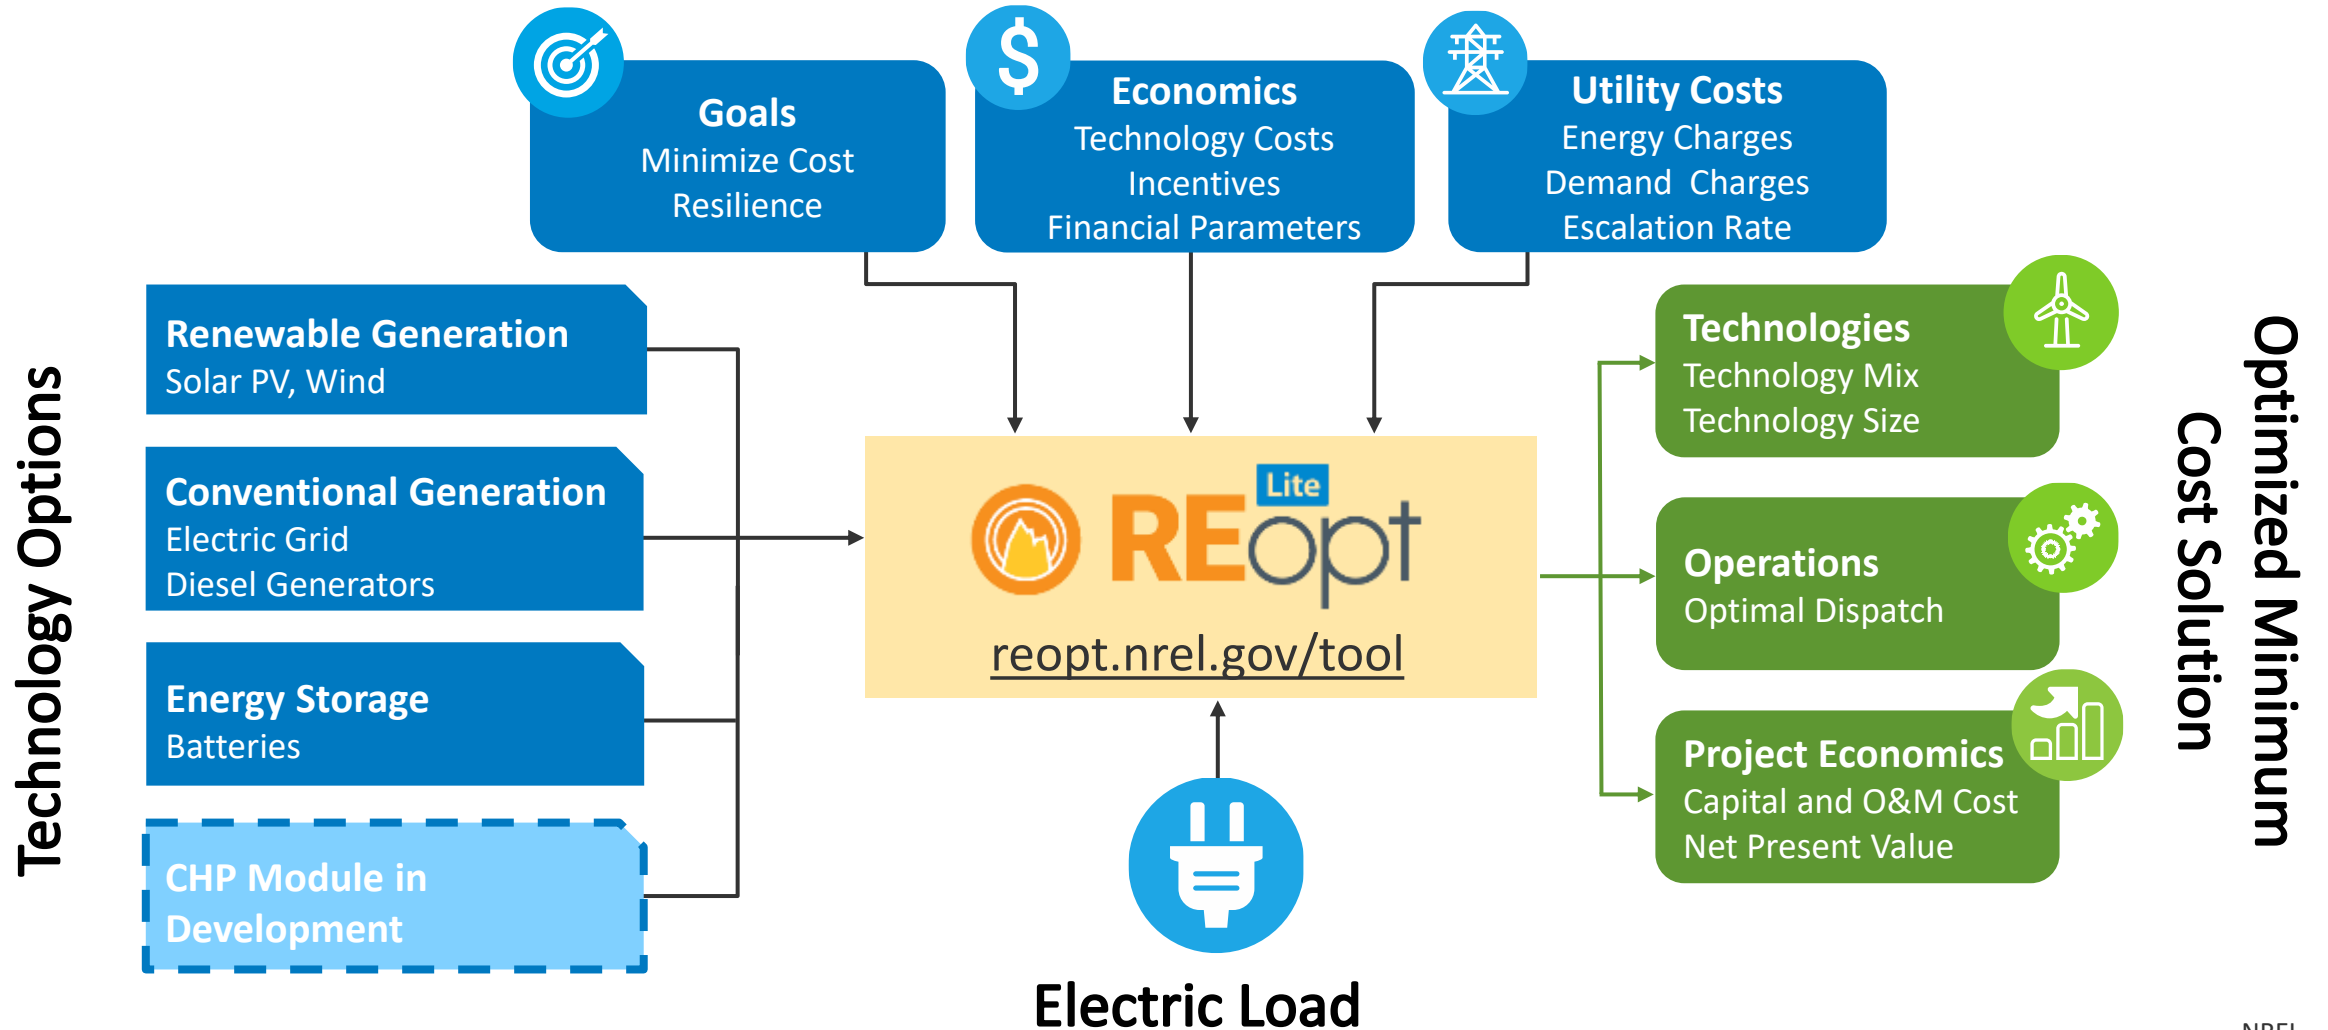 Goals
Minimize Cost
Resilience
Economics
Technology Costs
Incentives
Financial Parameters
Utility Costs
Energy Charges
Demand  Charges
Escalation Rate
Technology Options
Renewable Generation
Solar PV, Wind
Conventional Generation
Electric Grid
Diesel Generators
Energy Storage
Batteries
CHP Module in
Development
REopt Lite
reopt.nrel.gov/tool
Electric Load
Technologies
Technology Mix
Technology Size
Operations
Optimal Dispatch
Project Economics
Capital and O&M Cost
Net Present Value
Optimized Minimum
Cost Solution
NREL